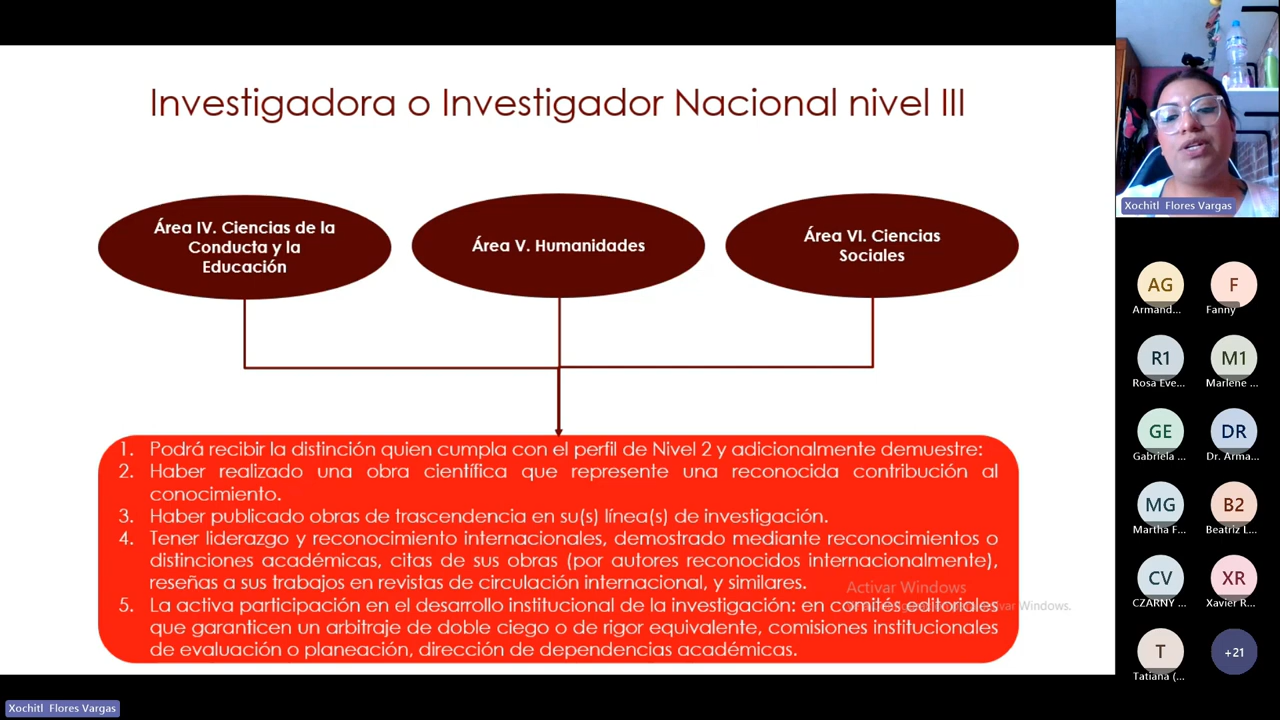 Investigadora o Investigador Nacional nivel III
Área IV. Ciencias de la
Conducta y la
Educación
Área V. Humanidades
Área VI. Ciencias
Sociales
1. Podrá recibir la distinción quien cumpla con el perfil de Nivel 2 y adicionalmente demuestre:
2. Haber realizado una obra científica que represente una reconocida contribución al
conocimiento.
3. Haber publicado obras de trascendencia en su(s) línea(s) de investigación.
4. Tener liderazgo y reconocimiento internacionales, demostrado mediante reconocimientos o
distinciones académicas, citas de sus obras (por autores reconocidos internacionalmente),
reseñas a sus trabajos en revistas de circulación internacional, y similares.
5. La activa participación en el desarrollo institucional de la investigación: en comités editoriales
que garanticen un arbitraje de doble ciego o de rigor equivalente, comisiones institucionales
de evaluación o planeación, dirección de dependencias académicas.
Activar Windows
Windows.
Xochitl Flores Vargas
AG
Armand...
F
Fanny
R1
Rosa Eve...
M1
Marlene ...
GE
Gabriela ...
DR
Dr. Arma...
MG
Martha F...
B2
Beatriz L...
CV
CZARNY ...
XR
Xavier R...
T
Tatiana (...
+21
Xochitl Flores Vargas